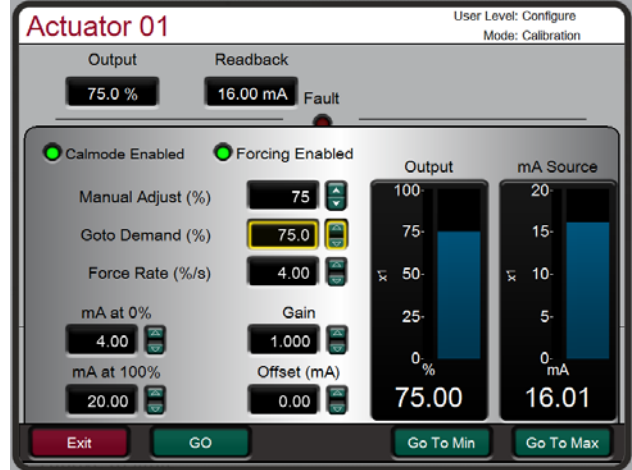 Actuator 01
User Level: Configure
Mode: Calibration
Output
Readback
75.0 %
16.00 mA
Fault
Calmode Enabled
Forcing Enabled
Manual Adjust (%)
75
Goto Demand (%)
75.0
Force Rate (%/s)
4.00
mA at 0%
Gain
4.00
1.000
mA at 100%
Offset (mA)
20.00
0.00
Output
100-
75-
x1
50-
25-
0-
%
75.00
mA Source
20-
15-
x1
10-
5-
0-
mA
16.01
Exit
GO
Go To Min
Go To Max